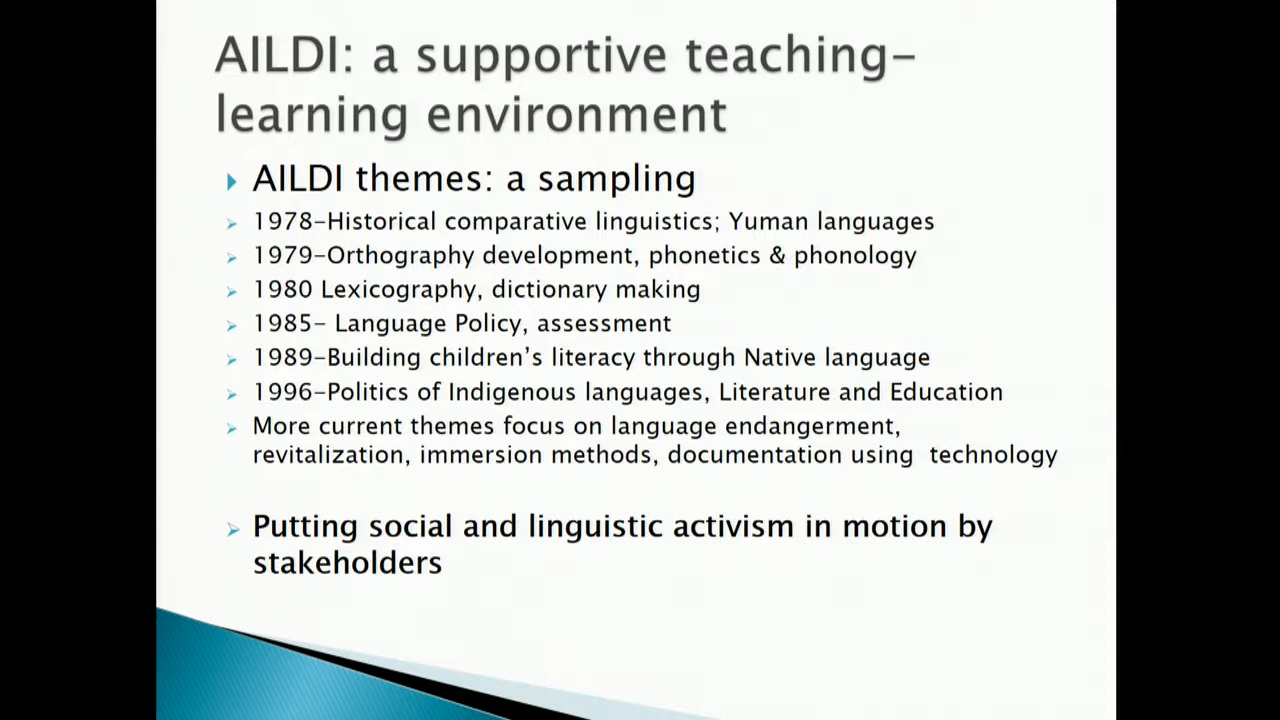 AILDI: a supportive teaching-
learning environment
AILDI themes: a sampling
1978-Historical comparative linguistics; Yuman languages
1979-Orthography development, phonetics & phonology
1980 Lexicography, dictionary making
1985- Language Policy, assessment
1989-Building children’s literacy through Native language
1996-Politics of Indigenous languages, Literature and Education
More current themes focus on language endangerment,
revitalization, immersion methods, documentation using  technology
Putting social and linguistic activism in motion by
stakeholders